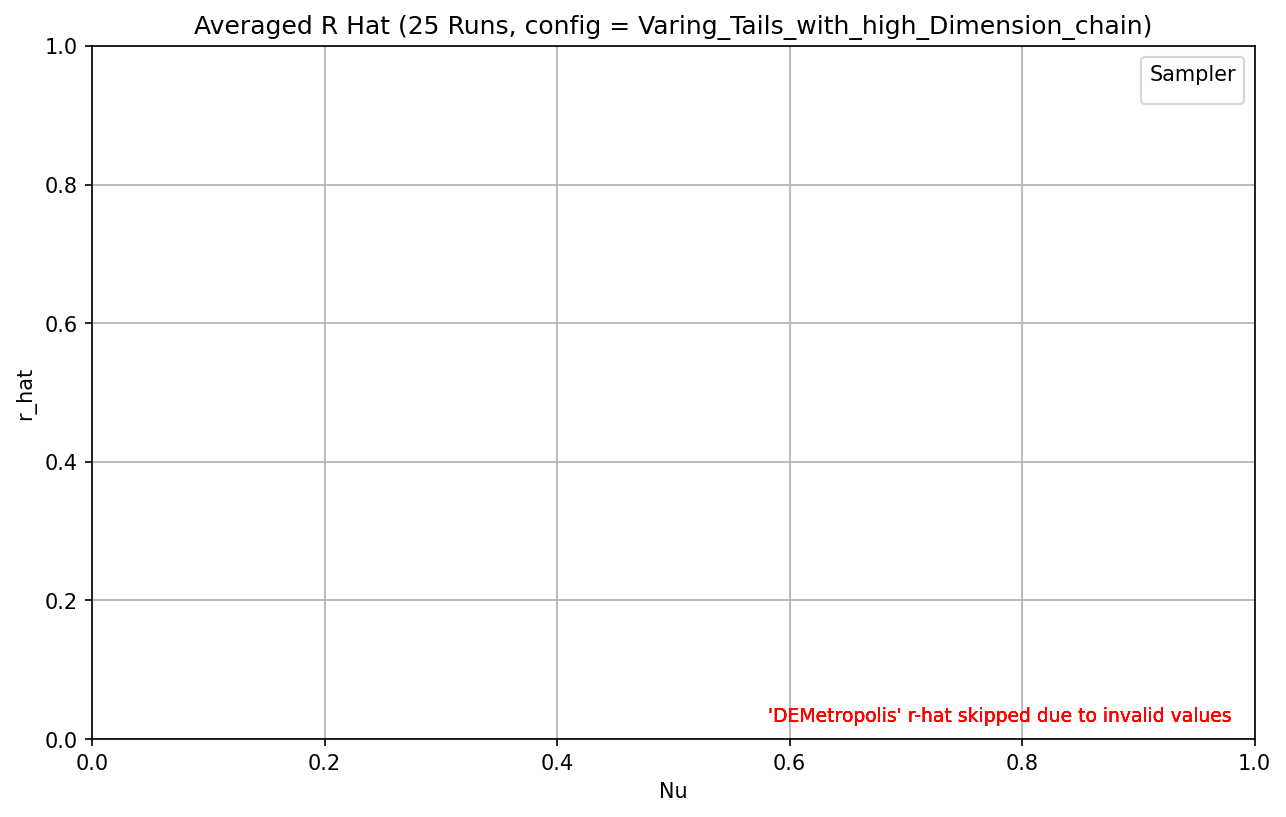 Averaged R Hat (25 Runs, config = Varing_Tails_with_high_Dimension_chain)
1.0
0.8
0.6
0.4
0.2
0.0
r_hat
Sampler
'DEMetropolis' r-hat skipped due to invalid values
0.0 0.2 0.4 0.6 0.8 1.0
Nu